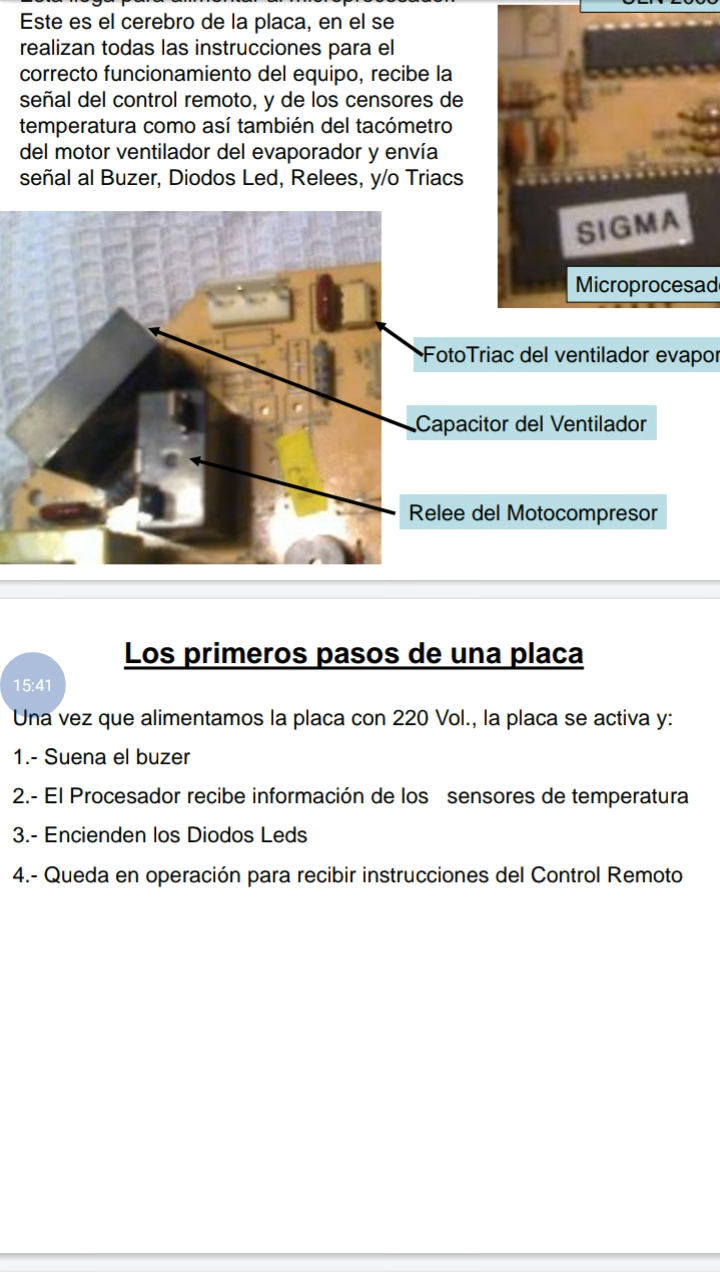 Este es el cerebro de la placa, en el se
realizan todas las instrucciones para el
correcto funcionamiento del equipo, recibe la
señal del control remoto, y de los censores de
temperatura como así también del tacómetro
del motor ventilador del evaporador y envía
señal al Buzer, Diodos Led, Relees, y/o Triacs
SIGMA
Microprocesad
FotoTriac del ventilador evapor
Capacitor del Ventilador
Relee del Motocompresor
Los primeros pasos de una placa
15:41
Una vez que alimentamos la placa con 220 Vol., la placa se activa y:
1.- Suena el buzer
2.- El Procesador recibe información de los sensores de temperatura
3.- Encienden los Diodos Leds
4.- Queda en operación para recibir instrucciones del Control Remoto